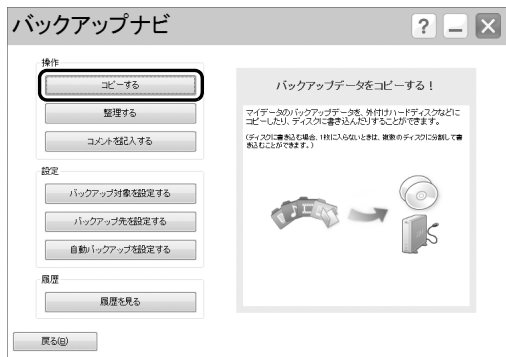 バックアップナビ
?
操作
コピーする
整理する
コメントを記入する
設定
バックアップ対象を設定する
バックアップ先を設定する
自動バックアップを設定する
履歴
履歴を見る
戻る(B)
バックアップデータをコピーする!
マイデータのバックアップデータを、外付けハードディスクなどに
コピーしたり、ディスクに書き込んだりすることができます。
(ディスクに書き込む場合、1枚に入らないときは、複数のディスクに分割して書
き込むことができます。)